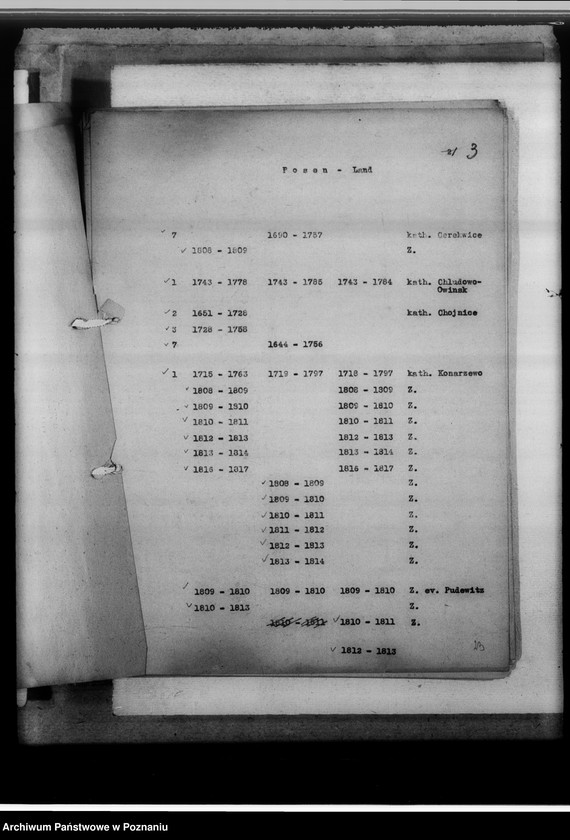 3
Posen - Land
7 1690 - 1787 kath. Cerekwice
1808 - 1809 Z.
1 1743 - 1778 1743 - 1785 1743 - 1784 kath. Chludowo-
Owinsk
2 1651 - 1728 kath. Chojnice
3 1728 - 1758
7 1644 - 1756
1 1715 - 1763 1719 - 1797 1718 - 1797 kath. Konarzewo
1808 - 1809 1808 - 1809 Z.
1809 - 1810 1809 - 1810 Z.
1810 - 1811 1810 - 1811 Z.
1812 - 1813 1812 - 1813 Z.
1813 - 1814 1813 - 1814 Z.
1816 - 1817 1816 - 1817 Z.
1808 - 1809 Z.
1809 - 1810 Z.
1810 - 1811 Z.
1811 - 1812 Z.
1812 - 1813 Z.
1813 - 1814 Z.
1809 - 1810 1809 - 1810 1809 - 1810 Z. ev. Pudewitz
1810 - 1813 Z.
1810 - 1811 1810 - 1811 Z.
1812 - 1813
Archiwum Państwowe w Poznaniu